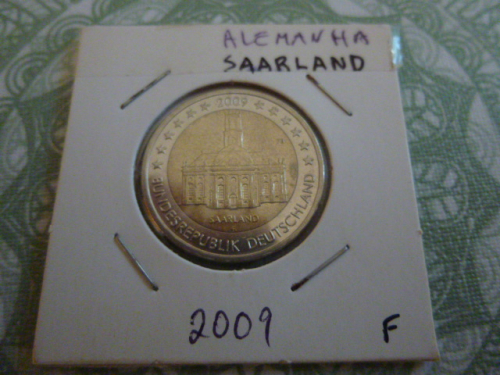 ALEMANHA
SAARLAND
2009
SAARLAND
BUNDESREPUBLIK DEUTSCHLAND
2009
F